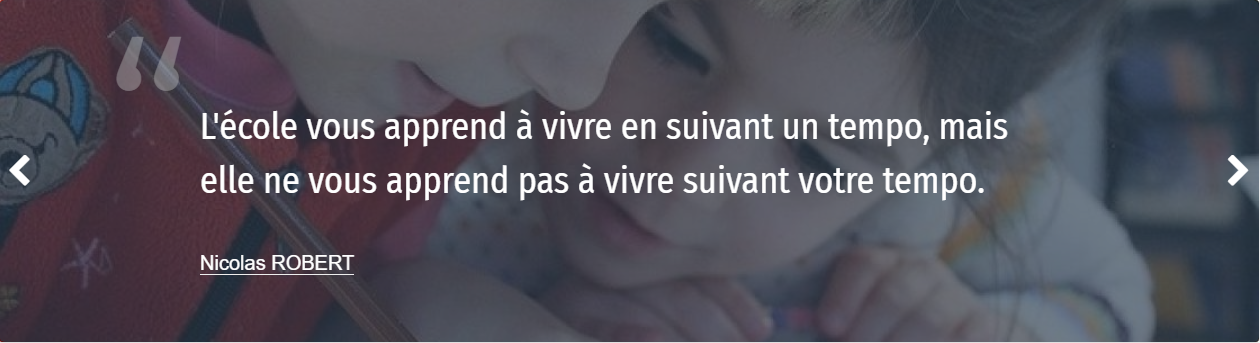 “
L'école vous apprend à vivre en suivant un tempo, mais
elle ne vous apprend pas à vivre suivant votre tempo.
Nicolas ROBERT